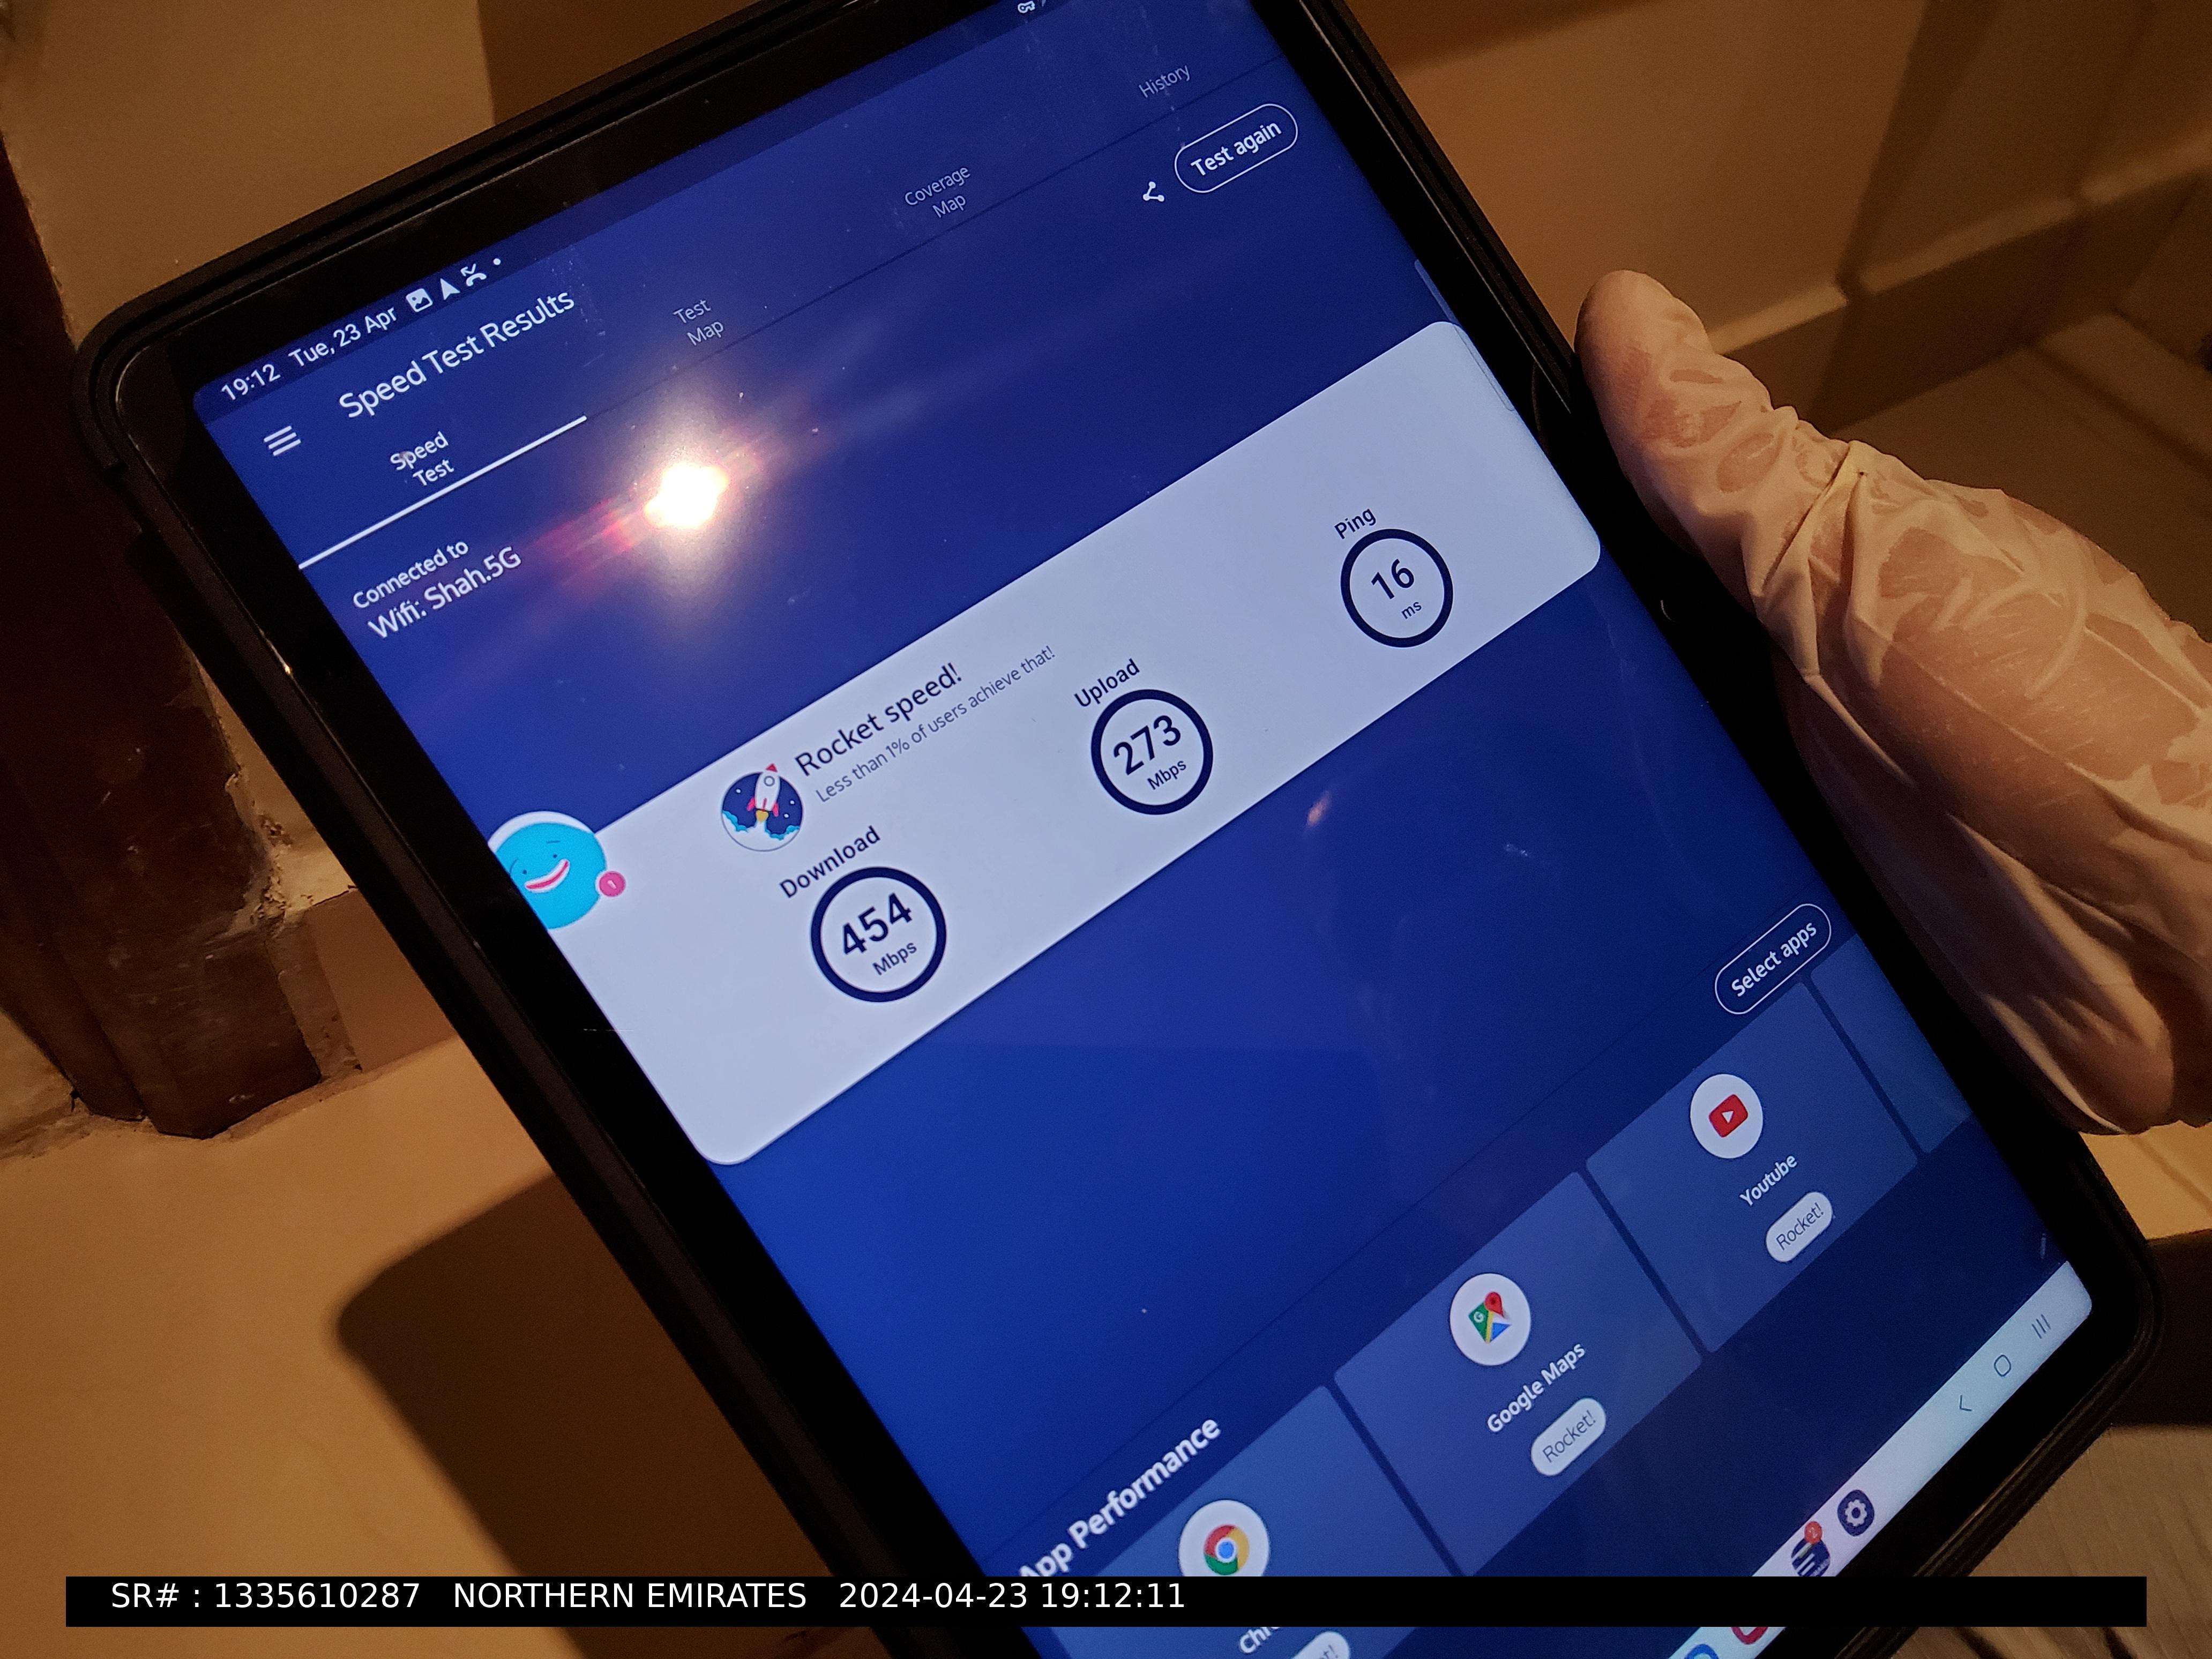 19:12 Tue, 23 Apr
Speed Test Results
Speed
Test
Test
Map
Coverage
Map
History
Test again
Connected to
Wifi: Shah.5G
Rocket speed!
Less than 1% of users achieve that!
1
Download
454
Mbps
Upload
273
Mbps
Ping
16
ms
Select apps
App Performance
Google Maps
Rocket!
Youtube
Rocket!
2
SR# : 1335610287 NORTHERN EMIRATES 2024-04-23 19:12:11